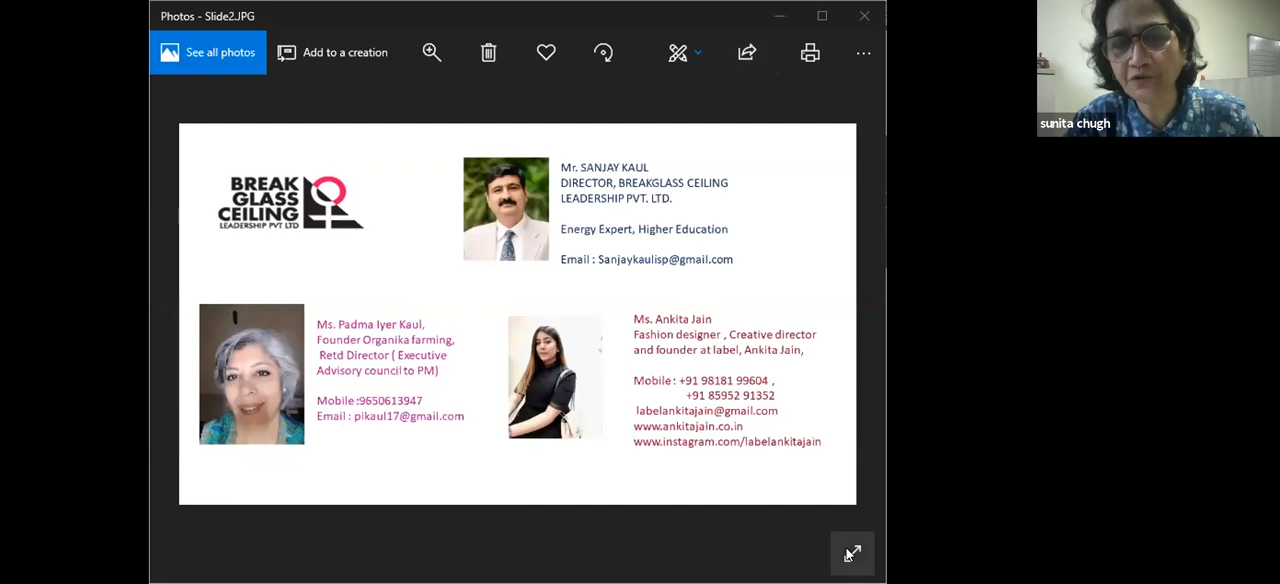 Photos - Slide2.JPG
See all photos
Add to a creation
sunita chugh
BREAK
GLASS
CEILING
LEADERSHIP PVT LTD
Mr. SANJAY KAUL
DIRECTOR, BREAKGLASS CEILING
LEADERSHIP PVT. LTD.
Energy Expert, Higher Education
Email : Sanjaykaulisp@gmail.com
Ms. Padma Iyer Kaul,
Founder Organika farming,
Retd Director ( Executive
Advisory council to PM)
Mobile :9650613947
Email : pikaul17@gmail.com
Ms. Ankita Jain
Fashion designer , Creative director
and founder at label, Ankita Jain,
Mobile : +91 98181 99604 ,
+91 85952 91352
labelankitajain@gmail.com
www.ankitajain.co.in
www.instagram.com/labelankitajain